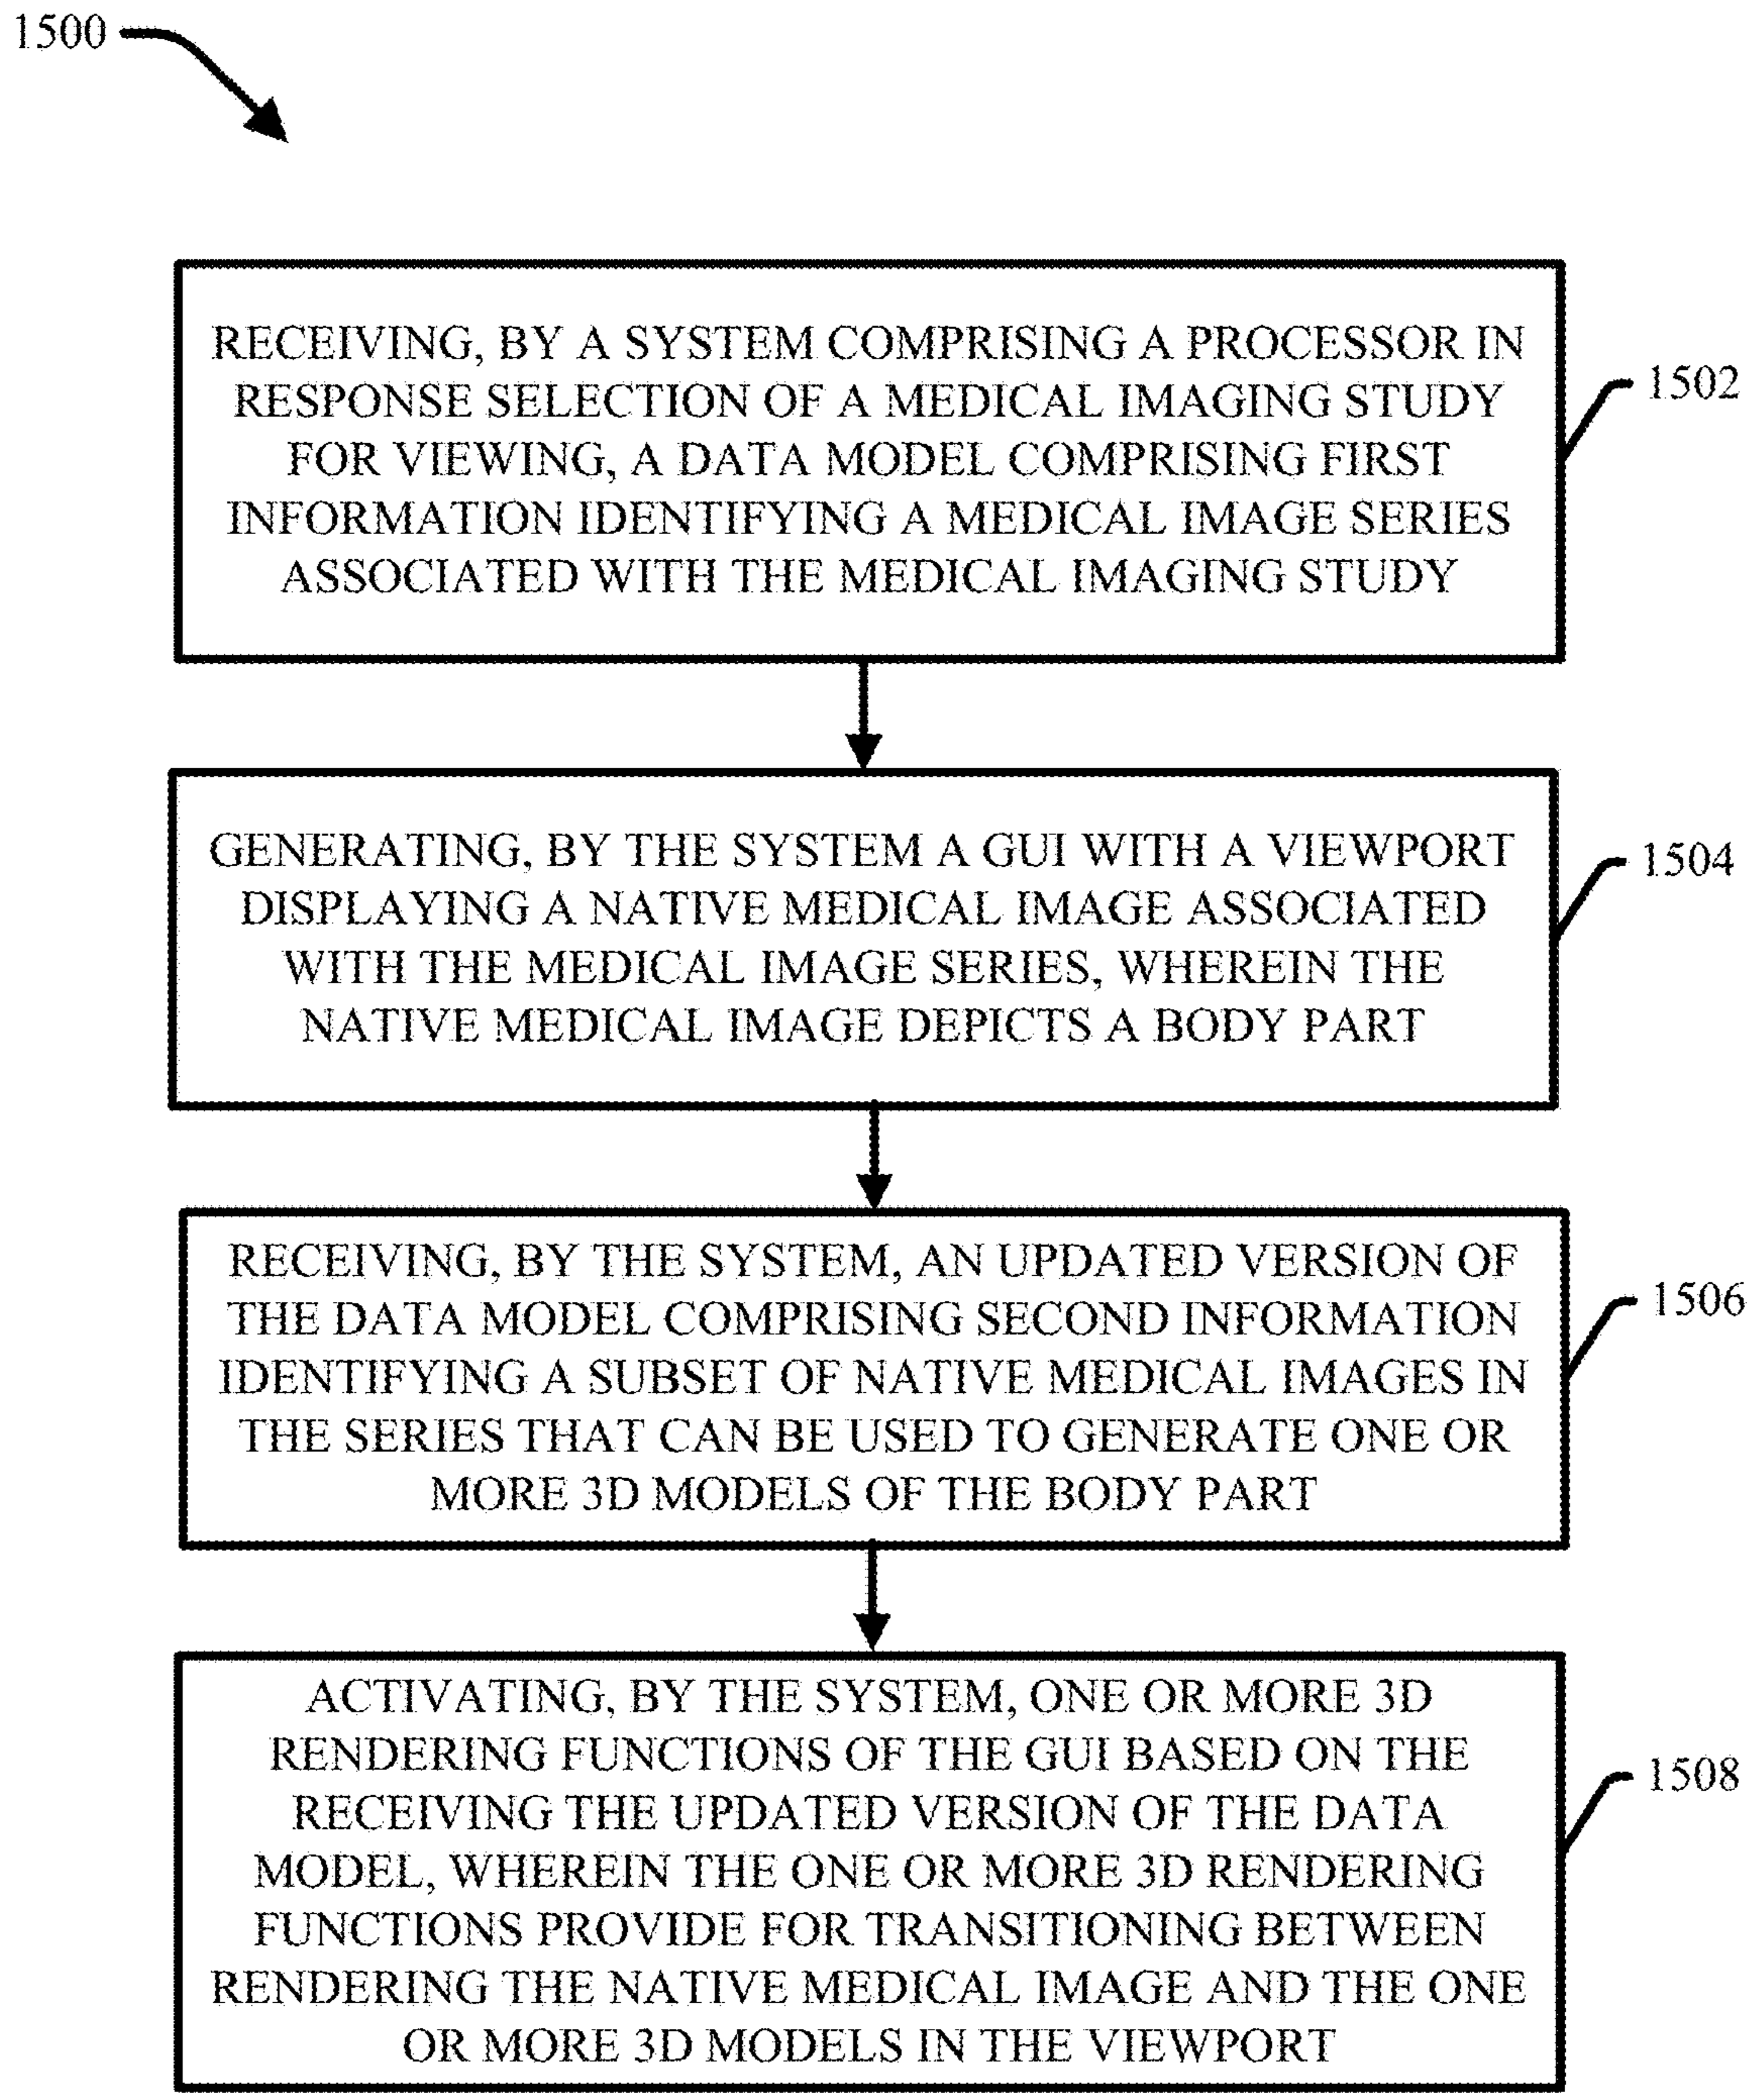 1500
RECEIVING, BY A SYSTEM COMPRISING A PROCESSOR IN
RESPONSE SELECTION OF A MEDICAL IMAGING STUDY
FOR VIEWING, A DATA MODEL COMPRISING FIRST
INFORMATION IDENTIFYING A MEDICAL IMAGE SERIES
ASSOCIATED WITH THE MEDICAL IMAGING STUDY
1502
GENERATING, BY THE SYSTEM A GUI WITH A VIEWPORT
DISPLAYING A NATIVE MEDICAL IMAGE ASSOCIATED
WITH THE MEDICAL IMAGE SERIES, WHEREIN THE
NATIVE MEDICAL IMAGE DEPICTS A BODY PART
1504
RECEIVING, BY THE SYSTEM, AN UPDATED VERSION OF
THE DATA MODEL COMPRISING SECOND INFORMATION
IDENTIFYING A SUBSET OF NATIVE MEDICAL IMAGES IN
THE SERIES THAT CAN BE USED TO GENERATE ONE OR
MORE 3D MODELS OF THE BODY PART
1506
ACTIVATING, BY THE SYSTEM, ONE OR MORE 3D
RENDERING FUNCTIONS OF THE GUI BASED ON THE
RECEIVING THE UPDATED VERSION OF THE DATA
MODEL, WHEREIN THE ONE OR MORE 3D RENDERING
FUNCTIONS PROVIDE FOR TRANSITIONING BETWEEN
RENDERING THE NATIVE MEDICAL IMAGE AND THE ONE
OR MORE 3D MODELS IN THE VIEWPORT
1508